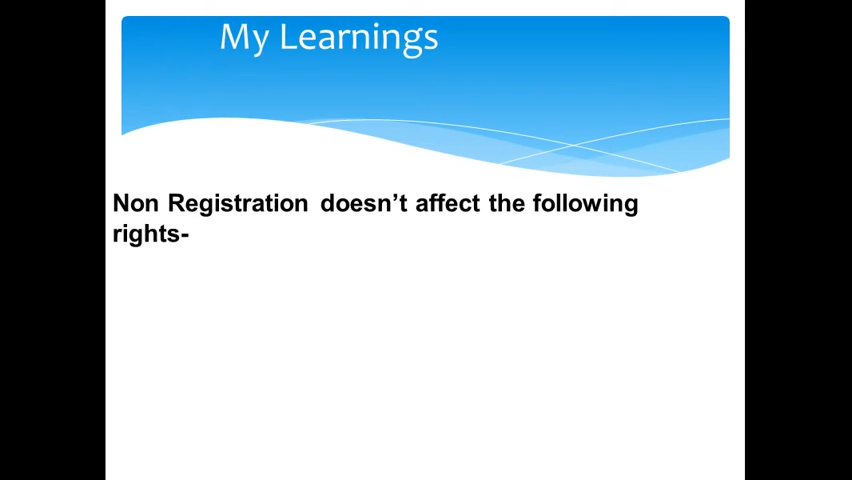 My Learnings
Non Registration doesn’t affect the following
rights-